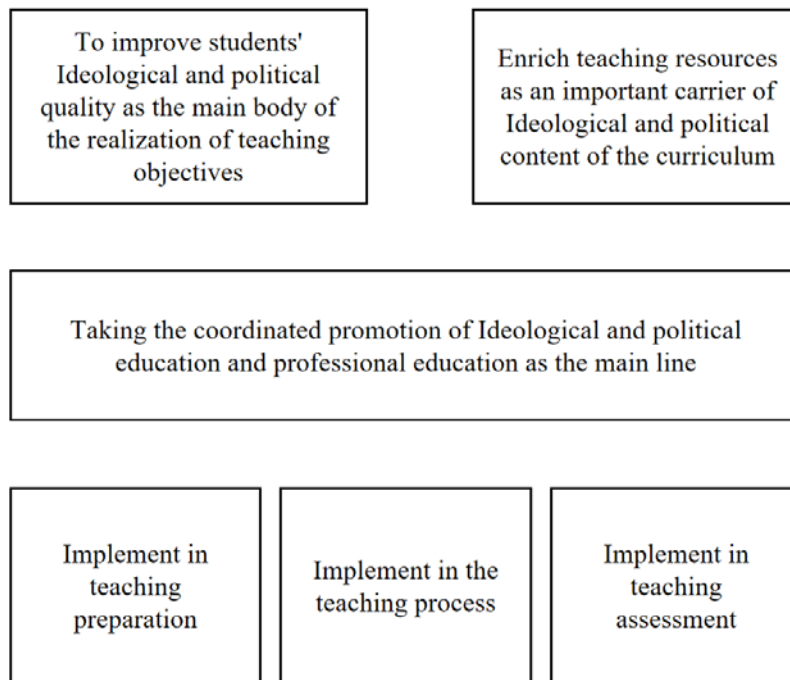 To improve students'
Ideological and political
quality as the main body of
the realization of teaching
objectives
Enrich teaching resources
as an important carrier of
Ideological and political
content of the curriculum
Taking the coordinated promotion of Ideological and political
education and professional education as the main line
Implement in
teaching
preparation
Implement in the
teaching process
Implement in
teaching
assessment